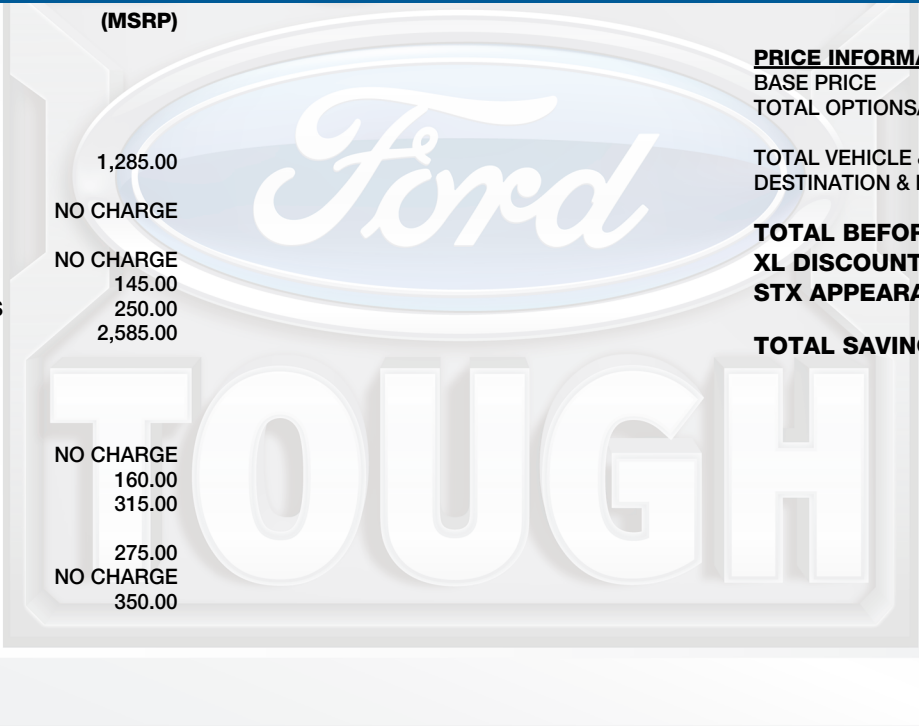 (MSRP)
1,285.00
NO CHARGE
NO CHARGE
145.00
250.00
2,585.00
NO CHARGE
160.00
315.00
275.00
NO CHARGE
350.00
PRICE INFORMA
BASE PRICE
TOTAL OPTIONS
TOTAL VEHICLE &
DESTINATION &
TOTAL BEFOR
XL DISCOUNT
STX APPEARA
TOTAL SAVIN
Ford
TOUGH